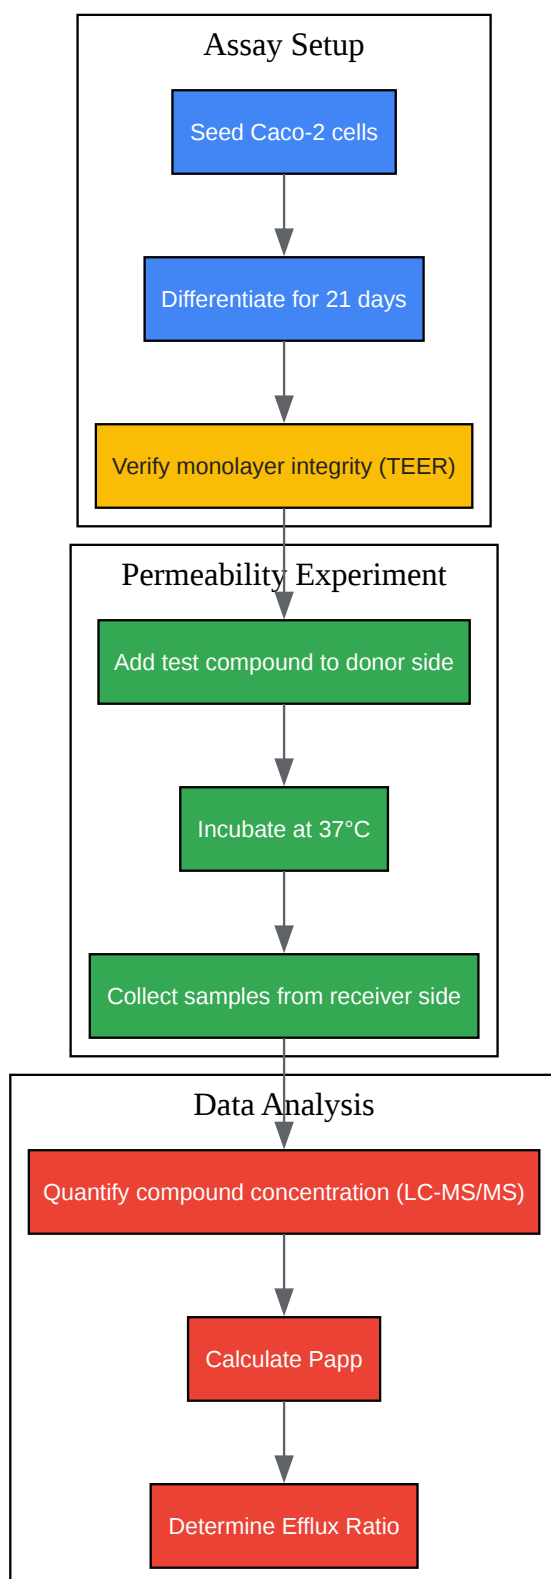 Assay Setup
Seed Caco-2 cells
Differentiate for 21 days
Verify monolayer integrity (TEER)
Permeability Experiment
Add test compound to donor side
Incubate at 37°C
Collect samples from receiver side
Data Analysis
Quantify compound concentration (LC-MS/MS)
Calculate Papp
Determine Efflux Ratio